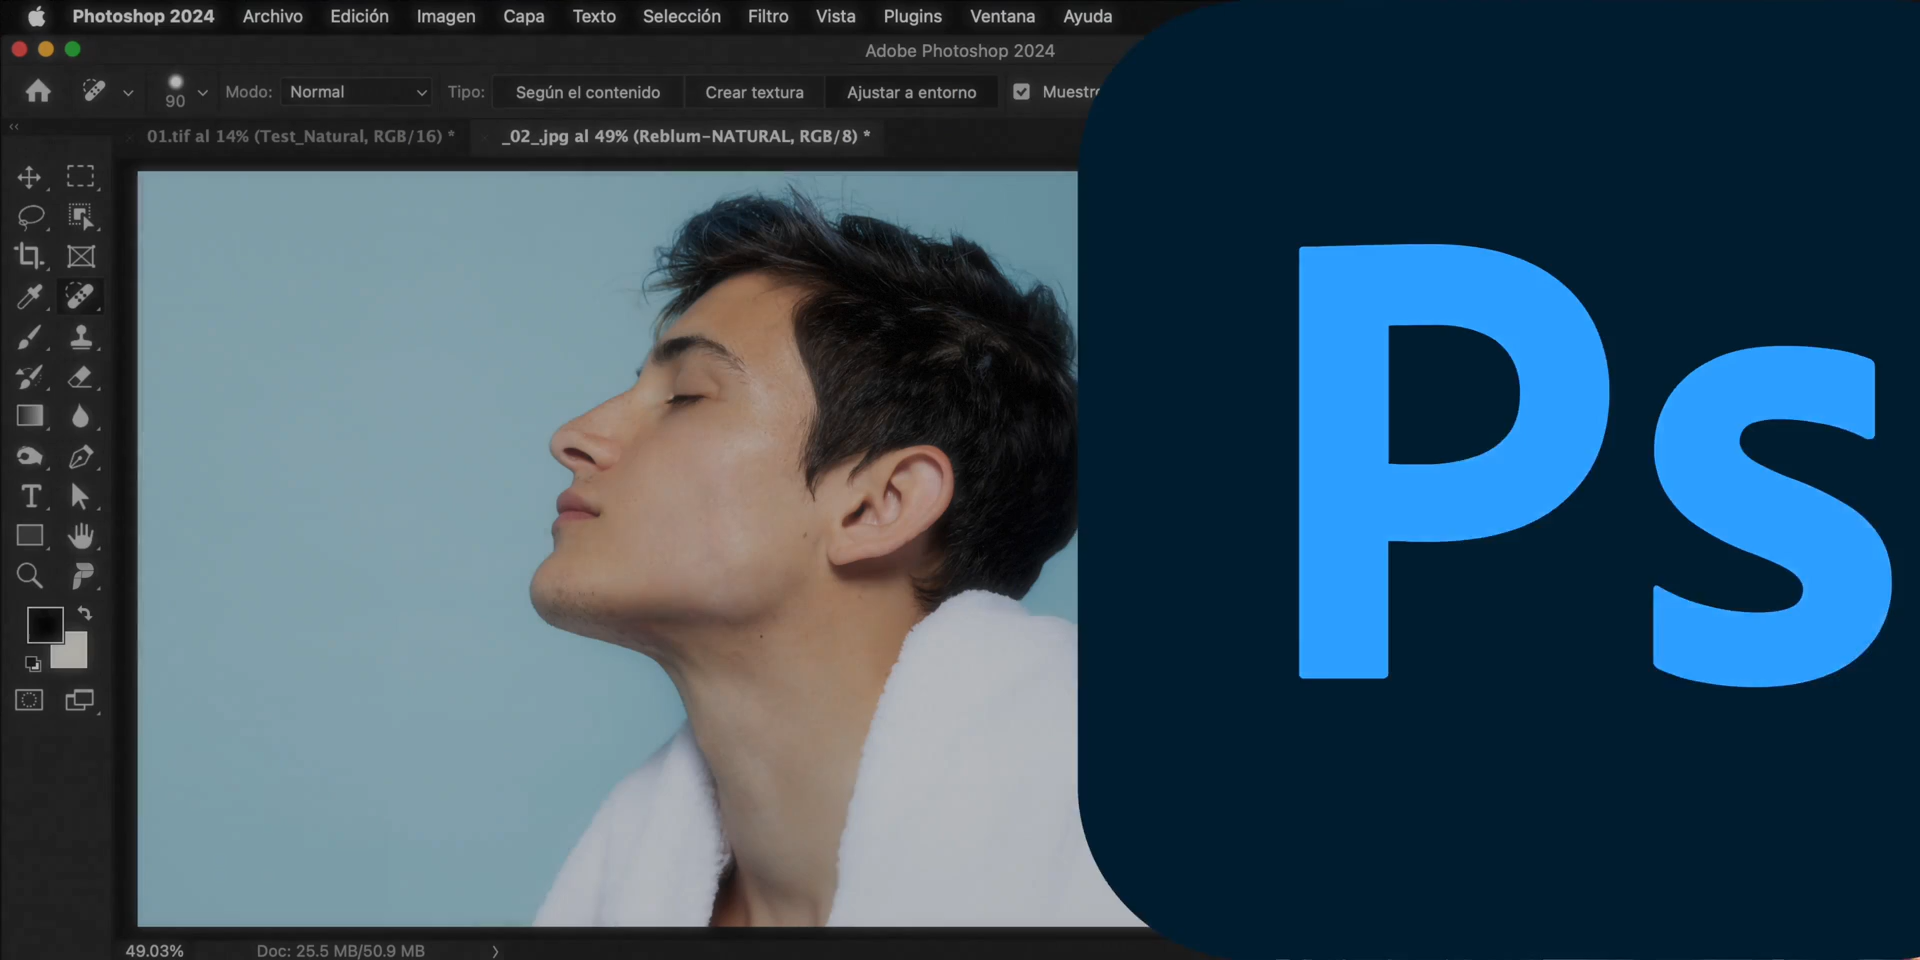 Photoshop 2024 Archivo Edición Imagen Capa Texto Selección Filtro Vista Plugins Ventana Ayuda
Adobe Photoshop 2024
90 Modo: Normal Tipo: Según el contenido Crear textura Ajustar a entorno
01.tif al 14% (Test_Natural, RGB/16) * _02_.jpg al 49% (Reblum-NATURAL, RGB/8) *
Ps
49.03% Doc: 25.5 MB/50.9 MB